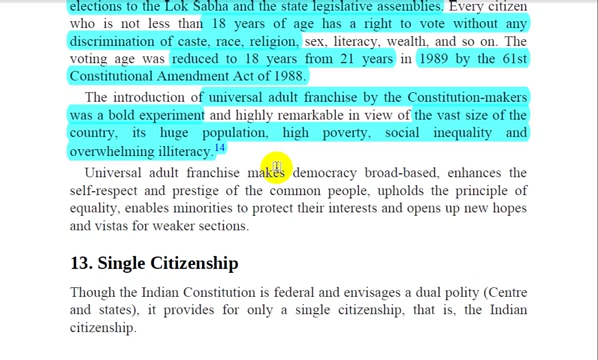 elections to the Lok Sabha and the state legislative assemblies. Every citizen
who is not less than 18 years of age has a right to vote without any
discrimination of caste, race, religion, sex, literacy, wealth, and so on. The
voting age was reduced to 18 years from 21 years in 1989 by the 61st
Constitutional Amendment Act of 1988.
The introduction of universal adult franchise by the Constitution-makers
was a bold experiment and highly remarkable in view of the vast size of the
country, its huge population, high poverty, social inequality and
overwhelming illiteracy.14
Universal adult franchise makes democracy broad-based, enhances the
self-respect and prestige of the common people, upholds the principle of
equality, enables minorities to protect their interests and opens up new hopes
and vistas for weaker sections.
13. Single Citizenship
Though the Indian Constitution is federal and envisages a dual polity (Centre
and states), it provides for only a single citizenship, that is, the Indian
citizenship.